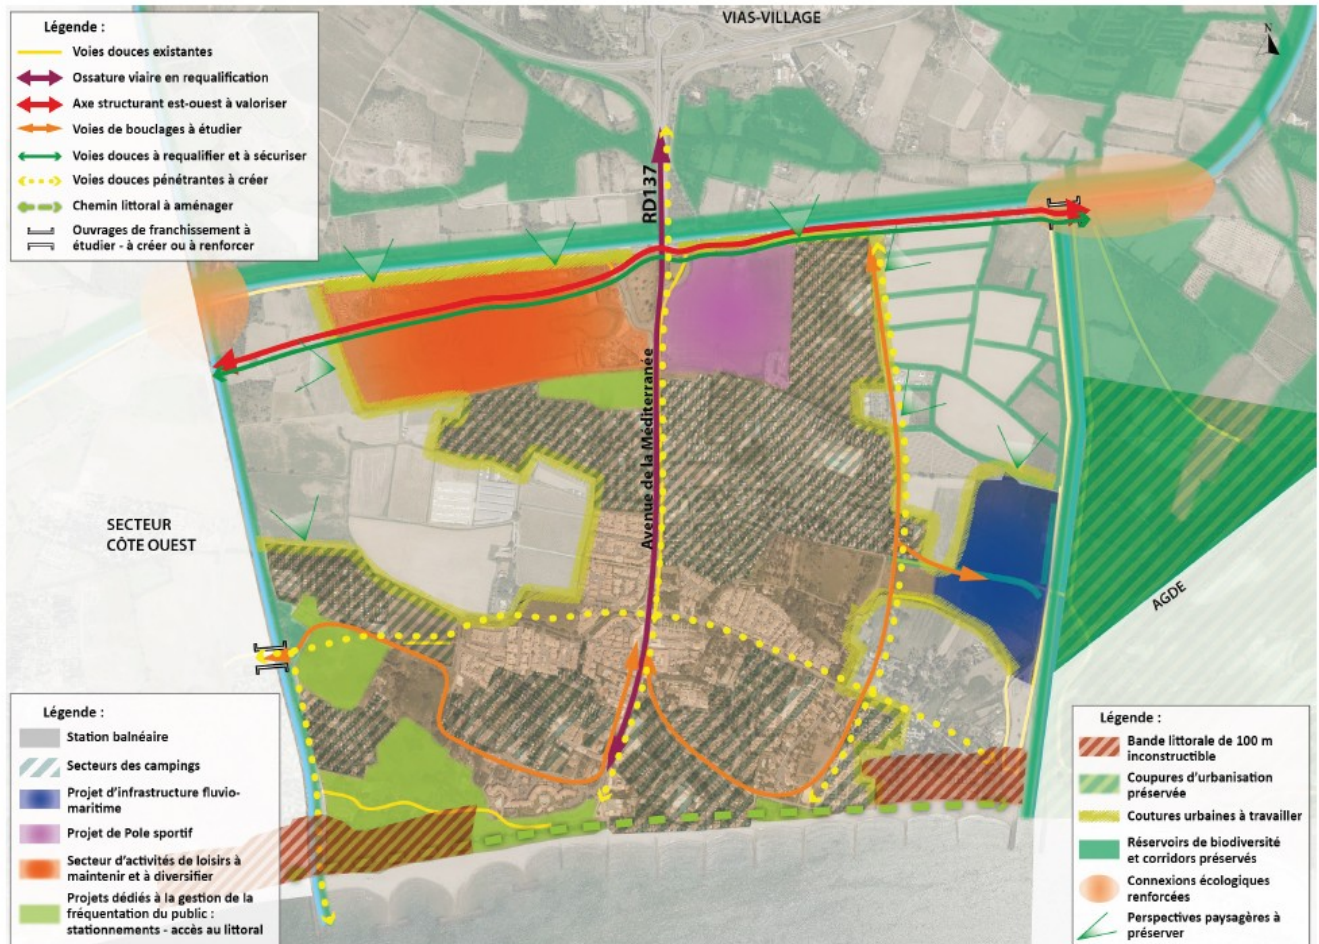 VIAS-VILLAGE
N
Légende :
Voies douces existantes
Ossature viaire en requalification
Axe structurant est-ouest à valoriser
Voies de bouclages à étudier
Voies douces à requalifier et à sécuriser
Voies douces pénétrantes à créer
Chemin littoral à aménager
Ouvrages de franchissement à
étudier - à créer ou à renforcer
RD137
Avenue de la Méditerranée
SECTEUR
CÔTE OUEST
AGDE
Légende :
Station balnéaire
Secteurs des campings
Projet d'infrastructure fluvio-
maritime
Projet de Pole sportif
Secteur d'activités de loisirs à
maintenir et à diversifier
Projets dédiés à la gestion de la
fréquentation du public :
stationnements - accès au littoral
Légende :
Bande littorale de 100 m
inconstructible
Coupures d'urbanisation
préservée
Coutures urbaines à travailler
Réservoirs de biodiversité
et corridors préservés
Connexions écologiques
renforcées
Perspectives paysagères à
préserver